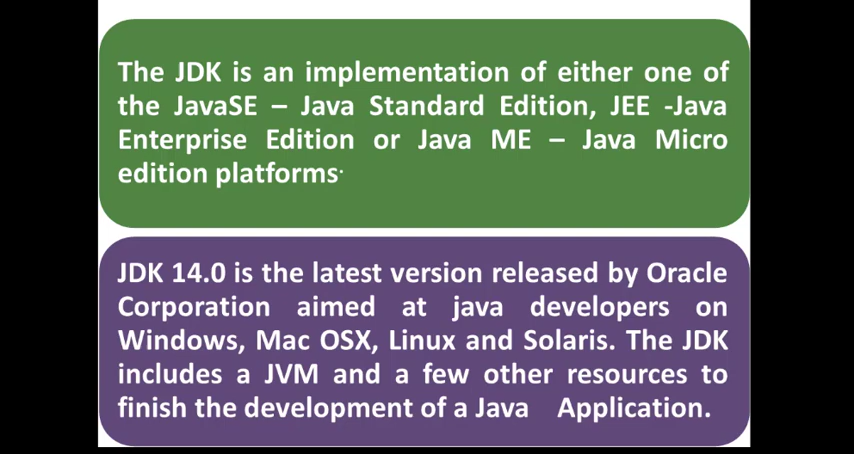 The JDK is an implementation of either one of
the JavaSE – Java Standard Edition, JEE -Java
Enterprise Edition or Java ME – Java Micro
edition platforms.
JDK 14.0 is the latest version released by Oracle
Corporation aimed at java developers on
Windows, Mac OSX, Linux and Solaris. The JDK
includes a JVM and a few other resources to
finish the development of a Java Application.